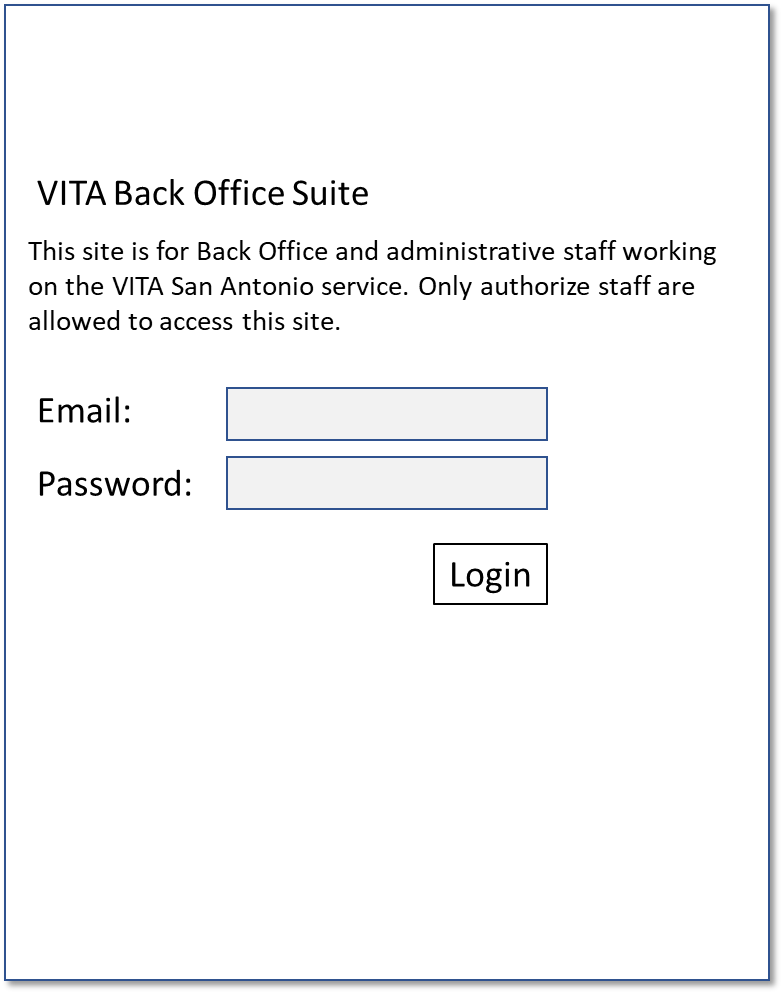 VITA Back Office Suite
This site is for Back Office and administrative staff working
on the VITA San Antonio service. Only authorize staff are
allowed to access this site.
Email:
Password:
Login